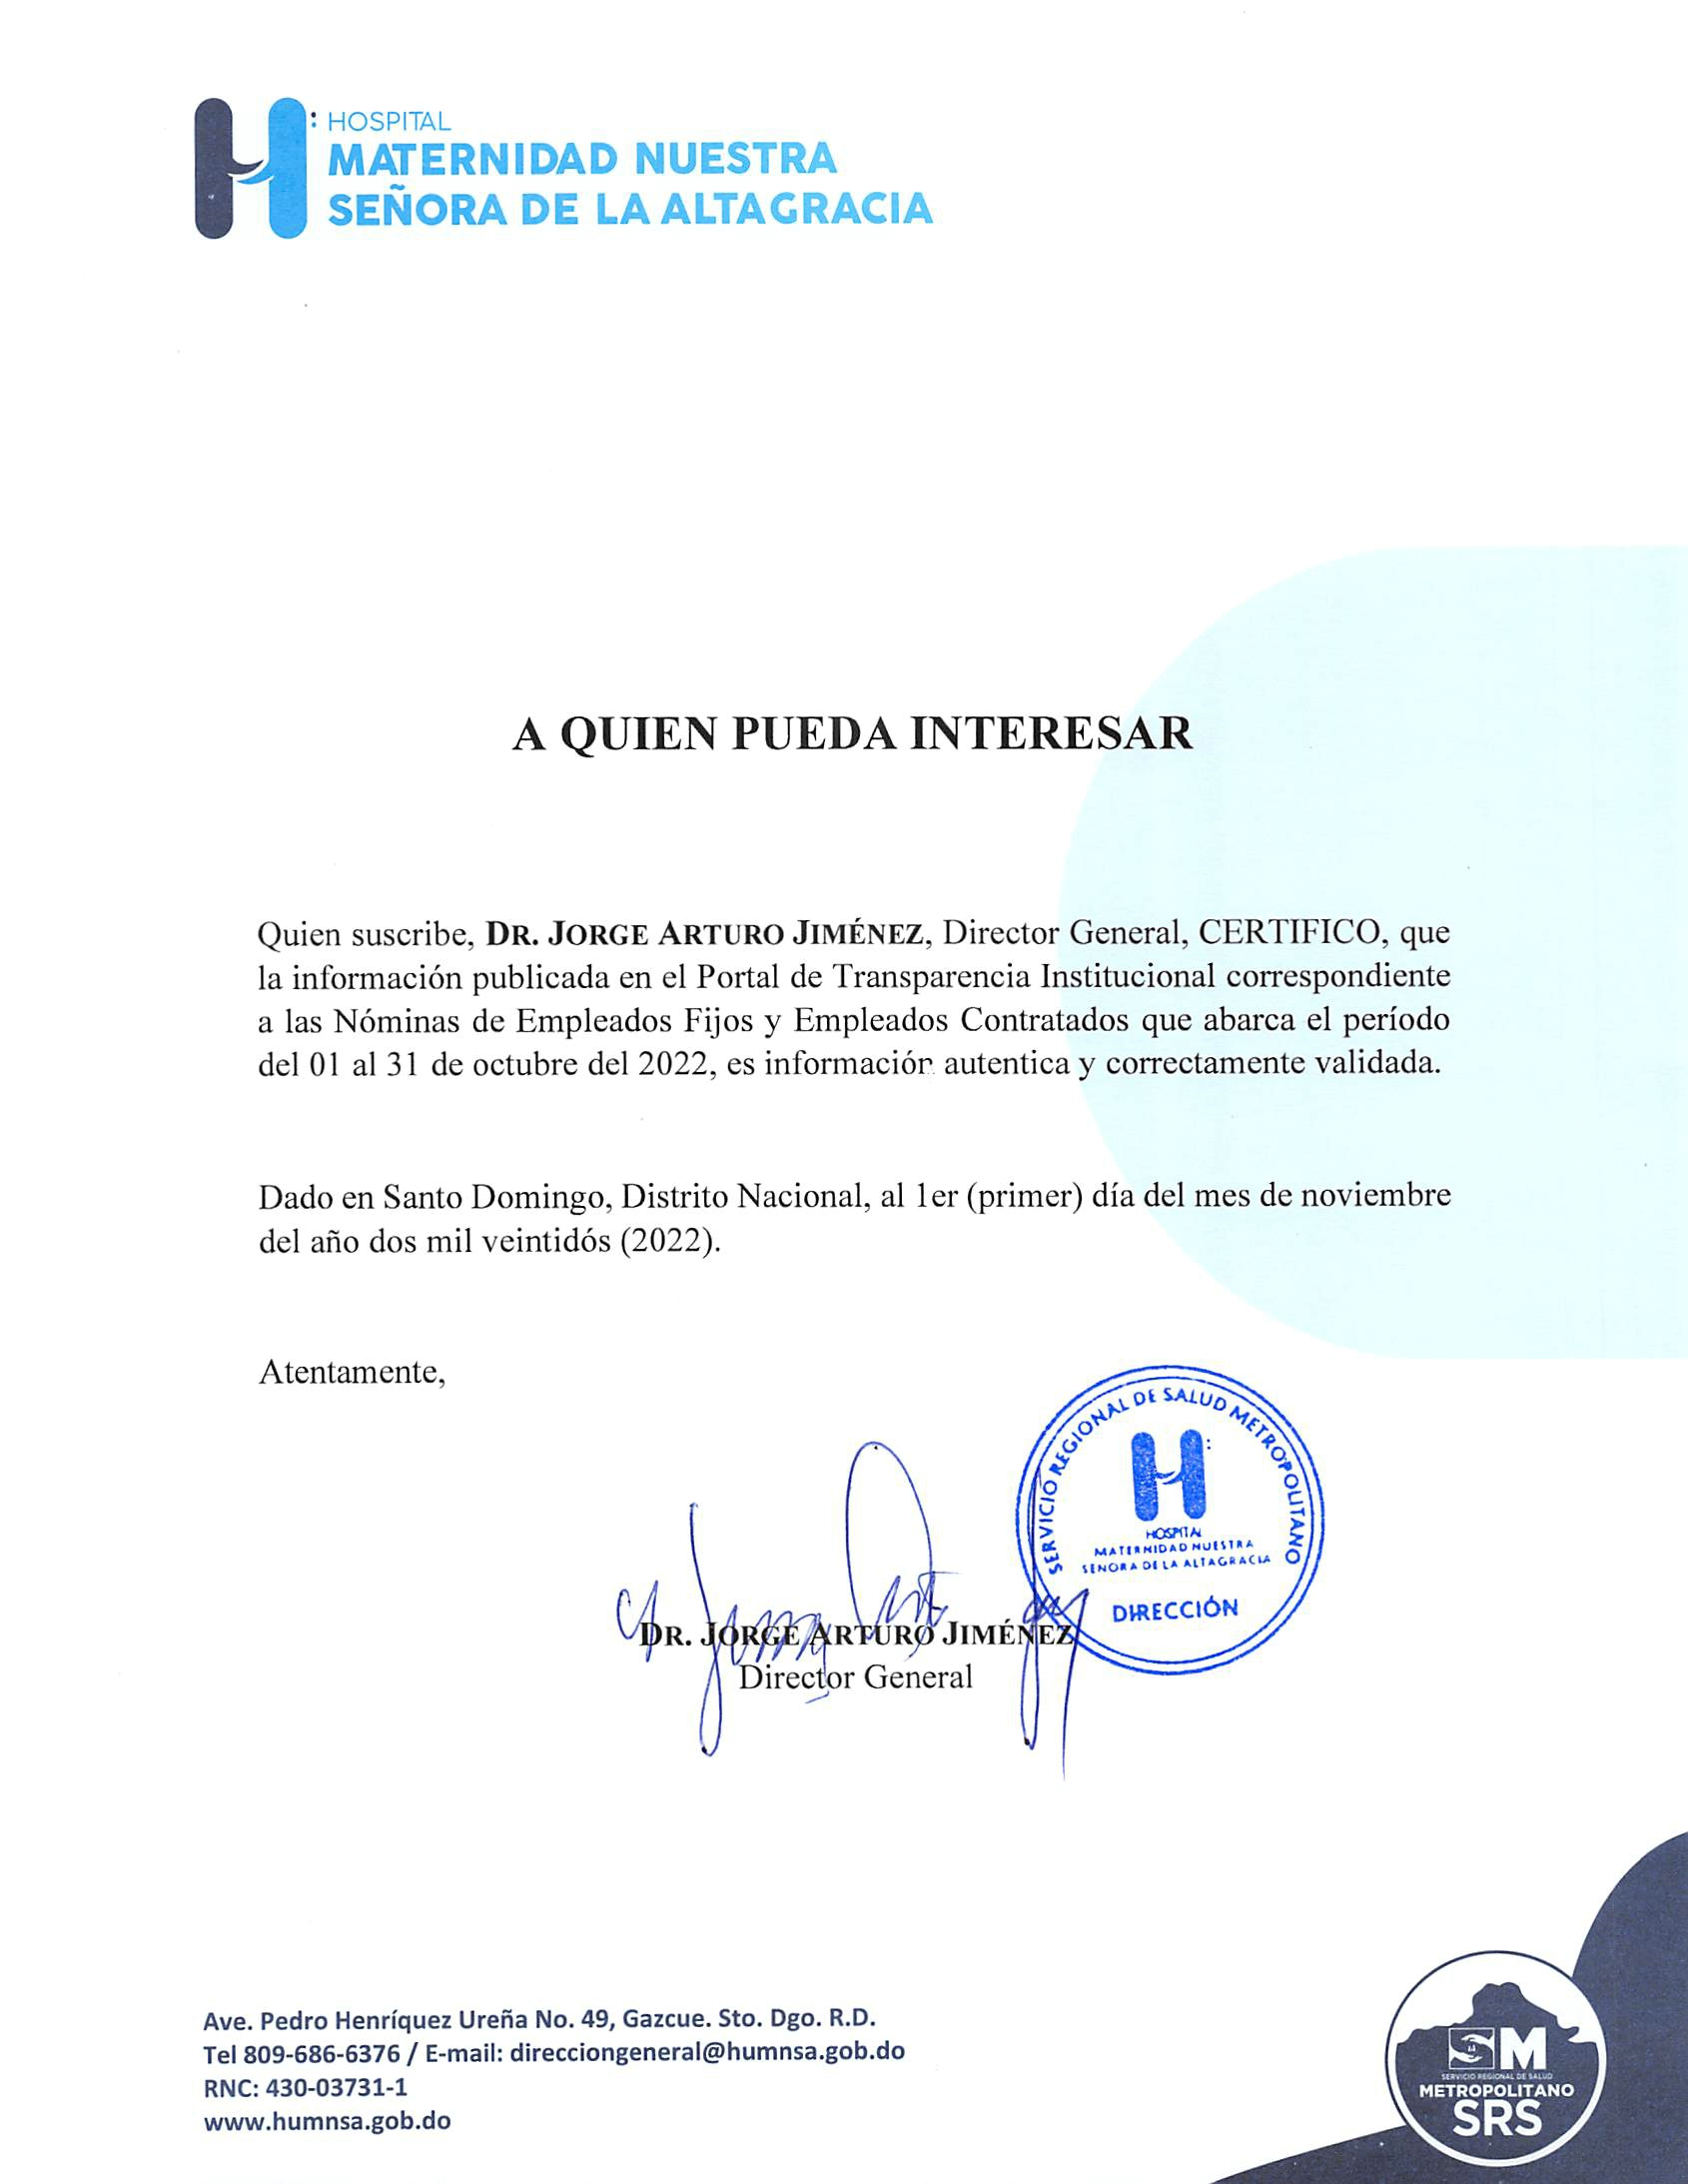 HOSPITAL
MATERNIDAD NUESTRA
SEÑORA DE LA ALTAGRACIA
A QUIEN PUEDA INTERESAR
Quien suscribe, DR. JORGE ARTURO JIMÉNEZ, Director General, CERTIFICO, que
la información publicada en el Portal de Transparencia Institucional correspondiente
a las Nóminas de Empleados Fijos y Empleados Contratados que abarca el período
del 01 al 31 de octubre del 2022, es información autentica y correctamente validada.
Dado en Santo Domingo, Distrito Nacional, al 1er (primer) día del mes de noviembre
del año dos mil veintidós (2022).
Atentamente,
SERVICIO REGIONAL DE SALUD METROPOLITANO
HOSPITAL
MATERNIDAD NUESTRA
SEÑORA DE LA ALTAGRACIA
DIRECCIÓN
DR. JORGE ARTURO JIMÉNEZ
Director General
Ave. Pedro Henríquez Ureña No. 49, Gazcue. Sto. Dgo. R.D.
Tel 809-686-6376 / E-mail: direcciongeneral@humnsa.gob.do
RNC: 430-03731-1
www.humnsa.gob.do
SM
SERVICIO REGIONAL DE SALUD
METROPOLITANO
SRS